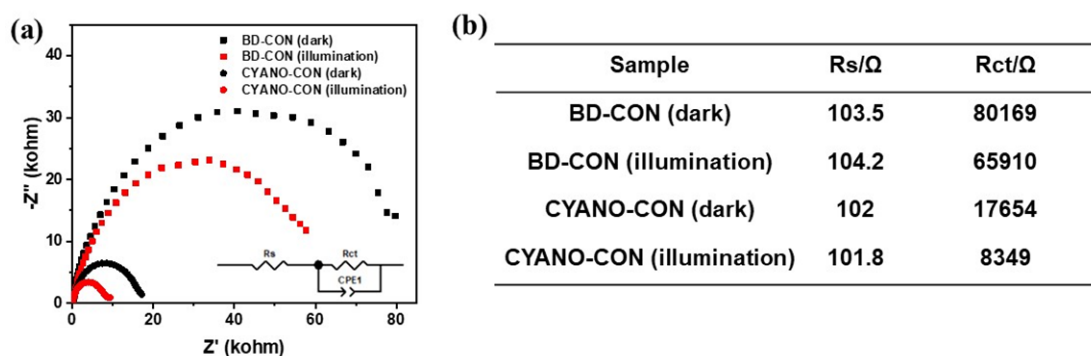 (a)
BD-CON (dark)
BD-CON (illumination)
CYANO-CON (dark)
CYANO-CON (illumination)
-Z'' (kohm)
40
30
20
10
0
0 20 40 60 80
Z' (kohm)
Rs
Rct
CPE1
(b)
Sample Rs/Ω Rct/Ω
BD-CON (dark) 103.5 80169
BD-CON (illumination) 104.2 65910
CYANO-CON (dark) 102 17654
CYANO-CON (illumination) 101.8 8349